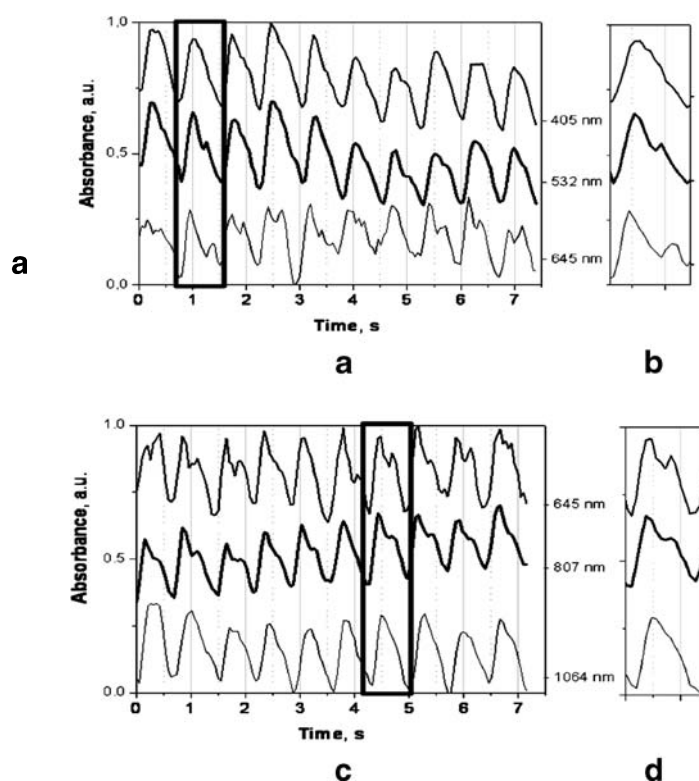 1,0
0,5
0,0
Absorbance, a.u.
0 1 2 3 4 5 6 7
Time, s
405 nm
532 nm
645 nm
a
a
b
1.0
0.5
0.0
Absorbance, a.u.
0 1 2 3 4 5 6 7
Time, s
645 nm
807 nm
1064 nm
c
d